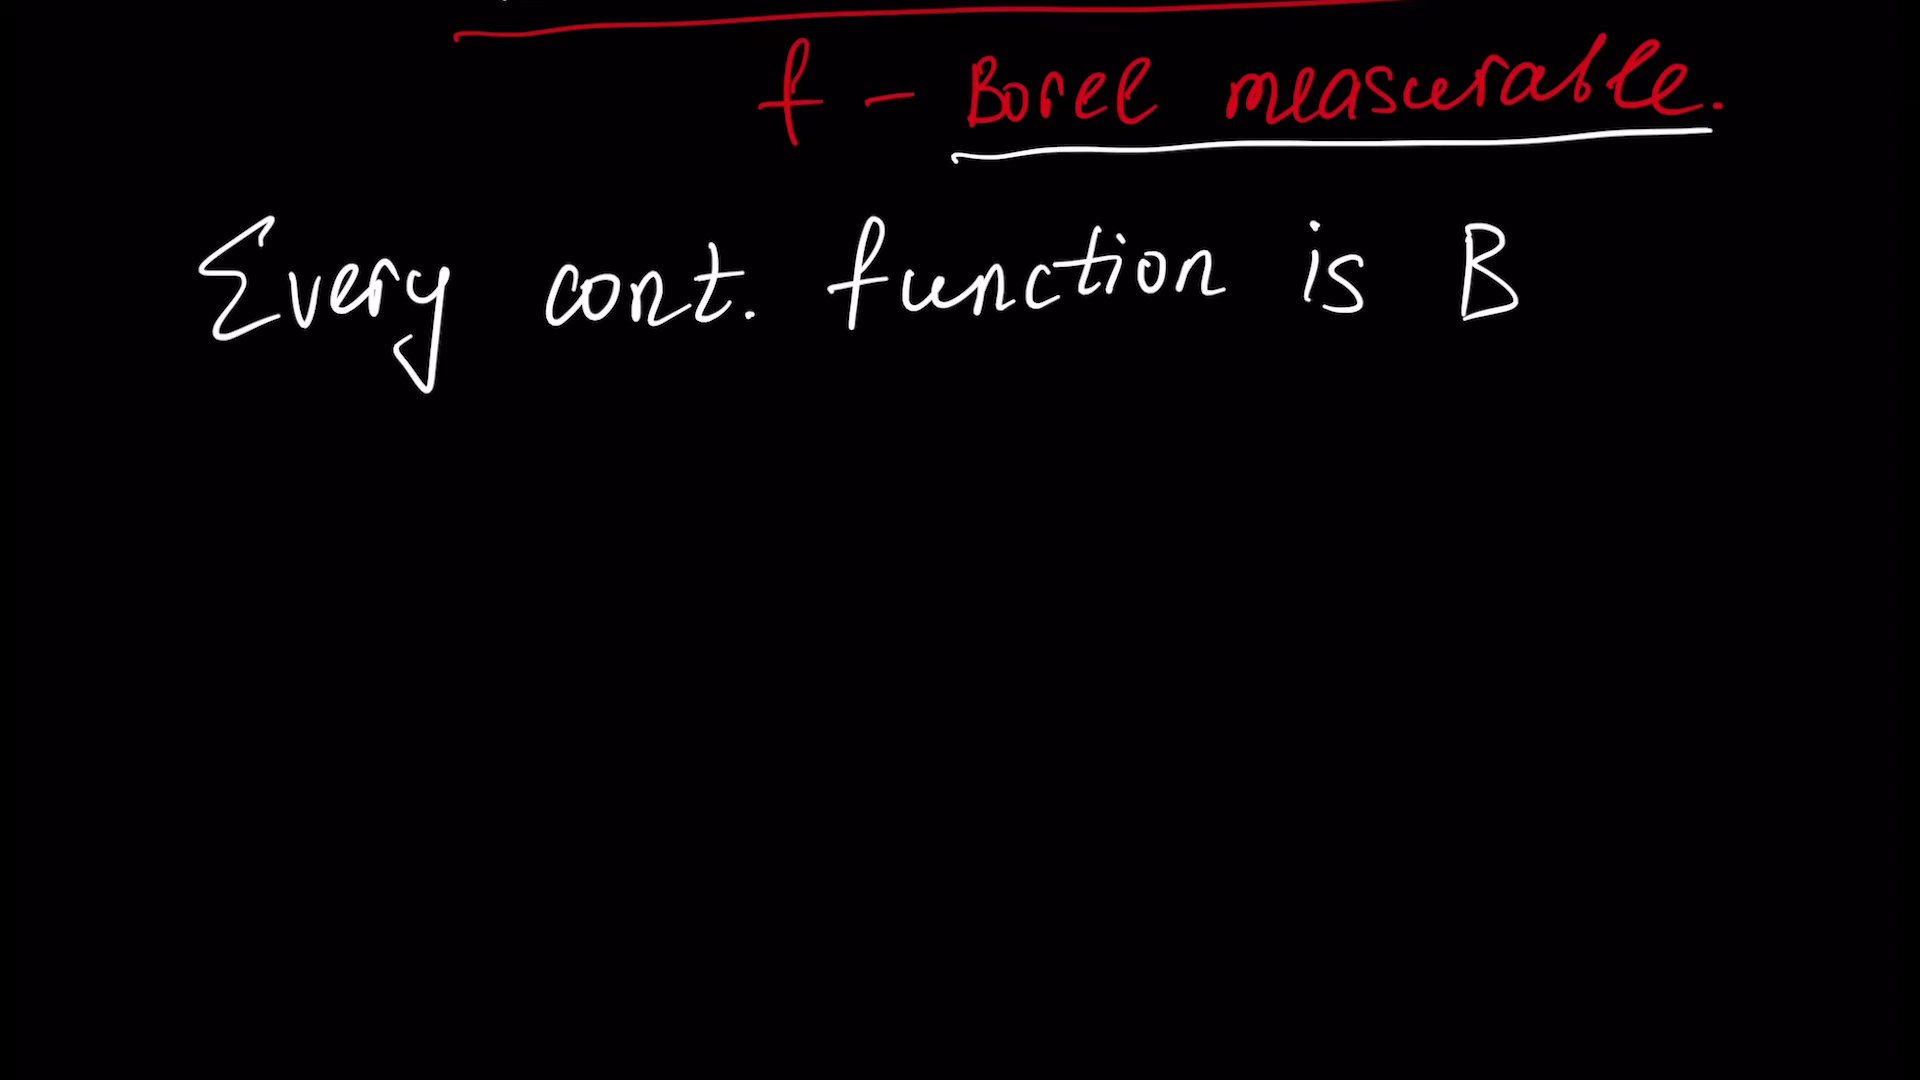 f - Borel measurable.
Every cont. function is B